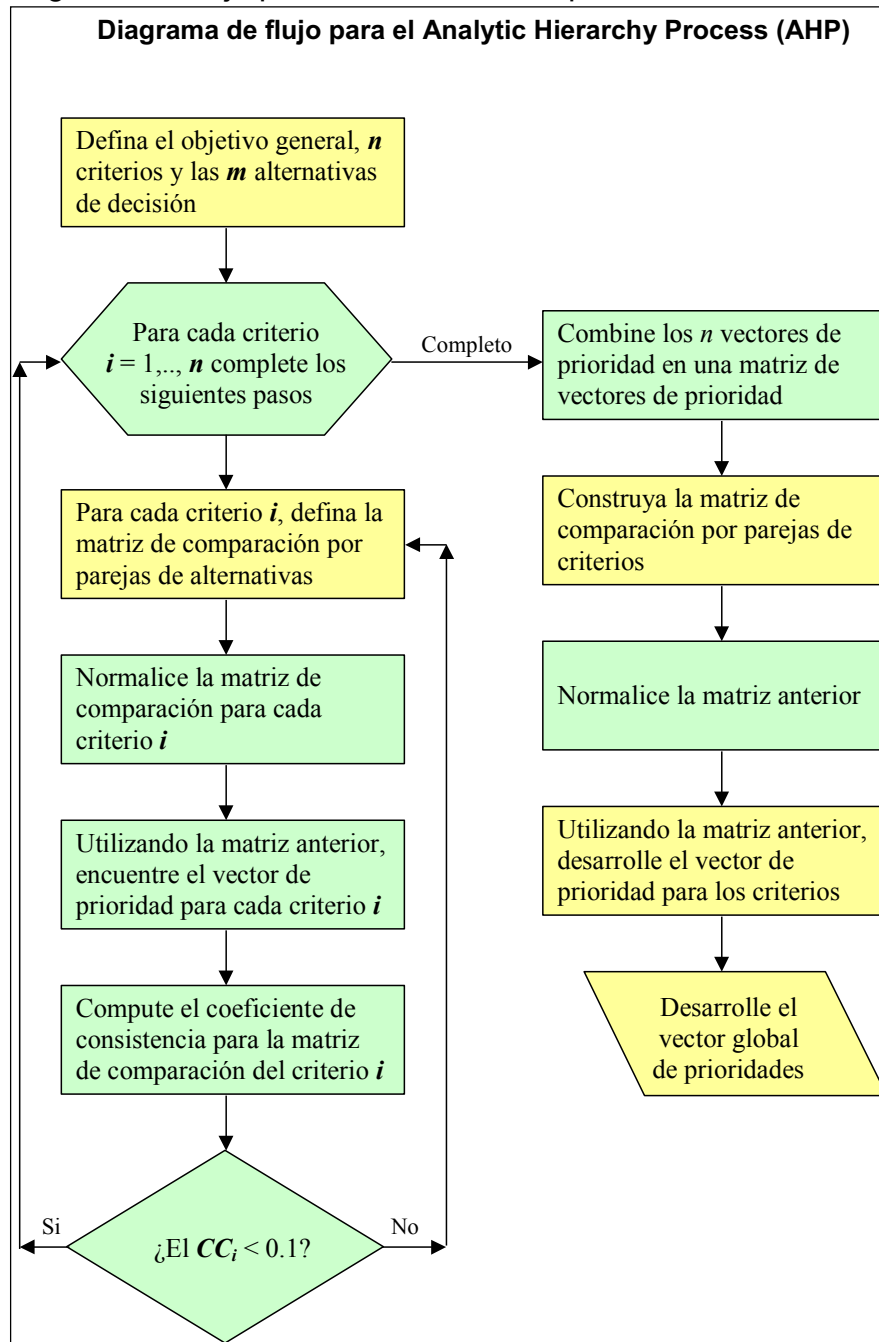 Diagrama de flujo para el Analytic Hierarchy Process (AHP)
Defina el objetivo general, n
criterios y las m alternativas
de decisión
Para cada criterio
i = 1,.., n complete los
siguientes pasos
Completo
Para cada criterio i, defina la
matriz de comparación por
parejas de alternativas
Normalice la matriz de
comparación para cada
criterio i
Utilizando la matriz anterior,
encuentre el vector de
prioridad para cada criterio i
Compute el coeficiente de
consistencia para la matriz
de comparación del criterio i
Si
¿El CCi < 0.1?
No
Combine los n vectores de
prioridad en una matriz de
vectores de prioridad
Construya la matriz de
comparación por parejas de
criterios
Normalice la matriz anterior
Utilizando la matriz anterior,
desarrolle el vector de
prioridad para los criterios
Desarrolle el
vector global
de prioridades